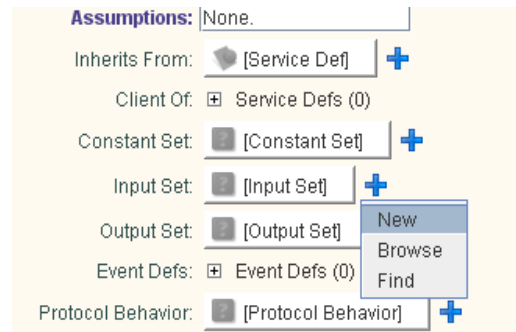 Assumptions: None.
Inherits From: [Service Def]
Client Of: Service Defs (0)
Constant Set: [Constant Set]
Input Set: [Input Set]
New
Output Set: [Output Set]
Browse
Event Defs: Event Defs (0)
Find
Protocol Behavior: [Protocol Behavior]